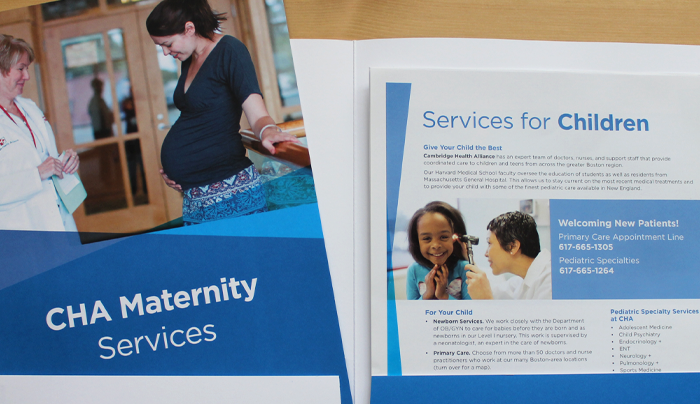 CHA Maternity
Services
Services for Children
Give Your Child the Best
Cambridge Health Alliance has an expert team of doctors, nurses, and support staff that provide
coordinated care to children and teens from across the greater Boston region.
Our Harvard Medical School faculty oversee the education of students as well as residents from
Massachusetts General Hospital. This allows us to stay current on the most recent medical treatments and
to provide your child with some of the finest pediatric care available in New England.
Welcoming New Patients!
Primary Care Appointment Line
617-665-1305
Pediatric Specialties
617-665-1264
For Your Child
• Newborn Services. We work closely with the Department
of OB/GYN to care for babies before they are born and as
newborns in our Level I nursery. This work is supervised by
a neonatologist, an expert in the care of newborns.
• Primary Care. Choose from more than 50 doctors and nurse
practitioners who work at our many Boston-area locations
(turn over for a map).
Pediatric Specialty Services
at CHA
• Adolescent Medicine
• Child Psychiatry
• Endocrinology +
• ENT
• Neurology +
• Pulmonology +
• Sports Medicine